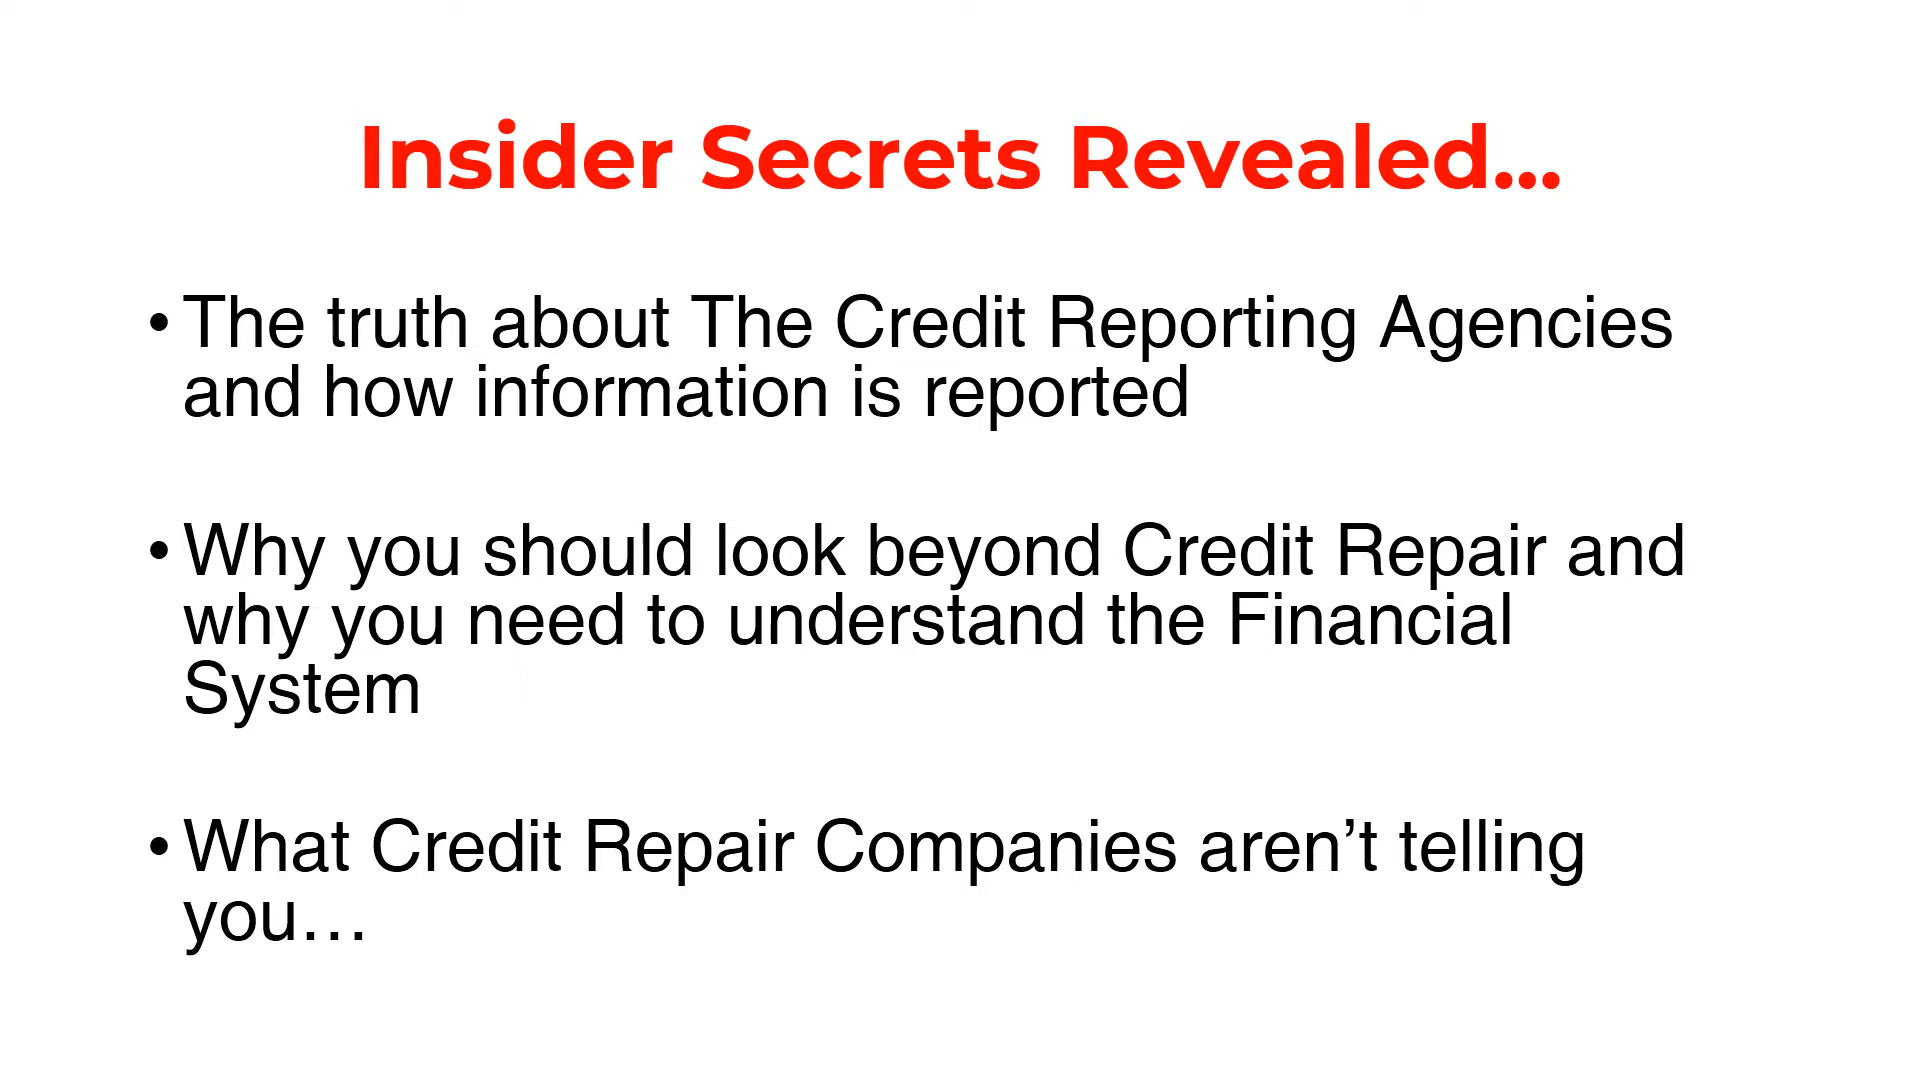 Insider Secrets Revealed...
• The truth about The Credit Reporting Agencies
and how information is reported
• Why you should look beyond Credit Repair and
why you need to understand the Financial
System
• What Credit Repair Companies aren’t telling
you…